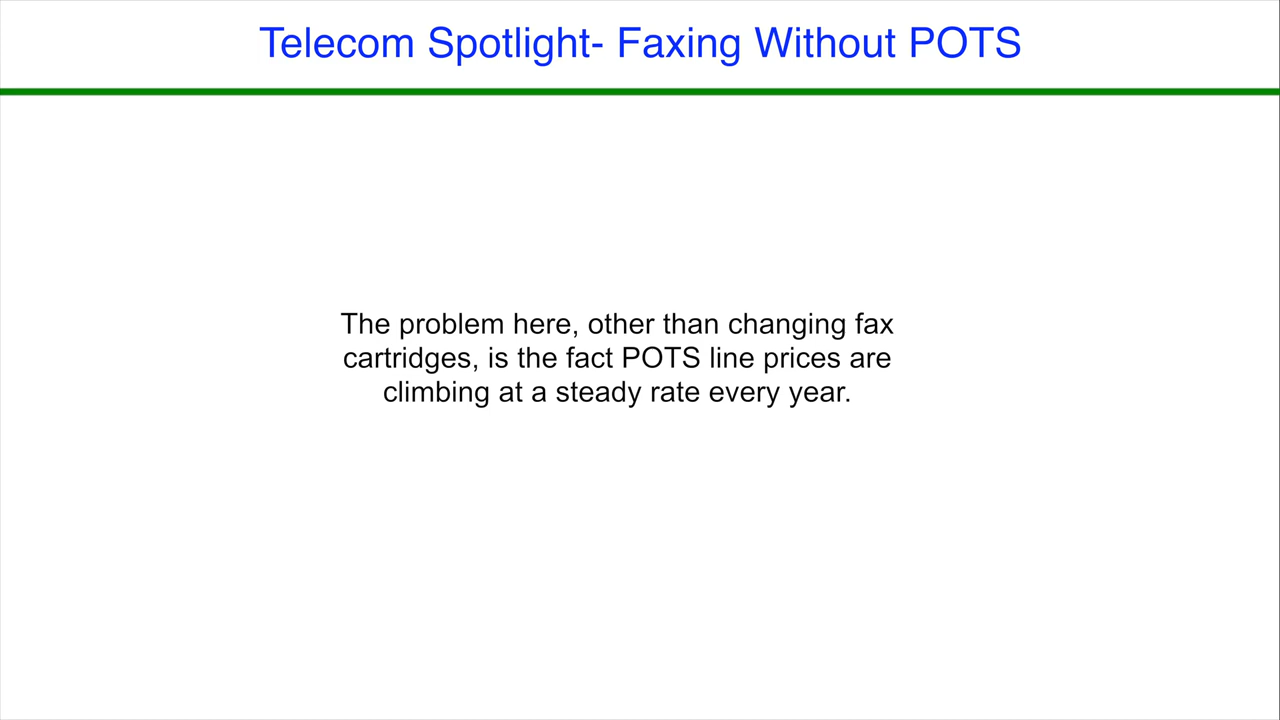 Telecom Spotlight- Faxing Without POTS
The problem here, other than changing fax
cartridges, is the fact POTS line prices are
climbing at a steady rate every year.